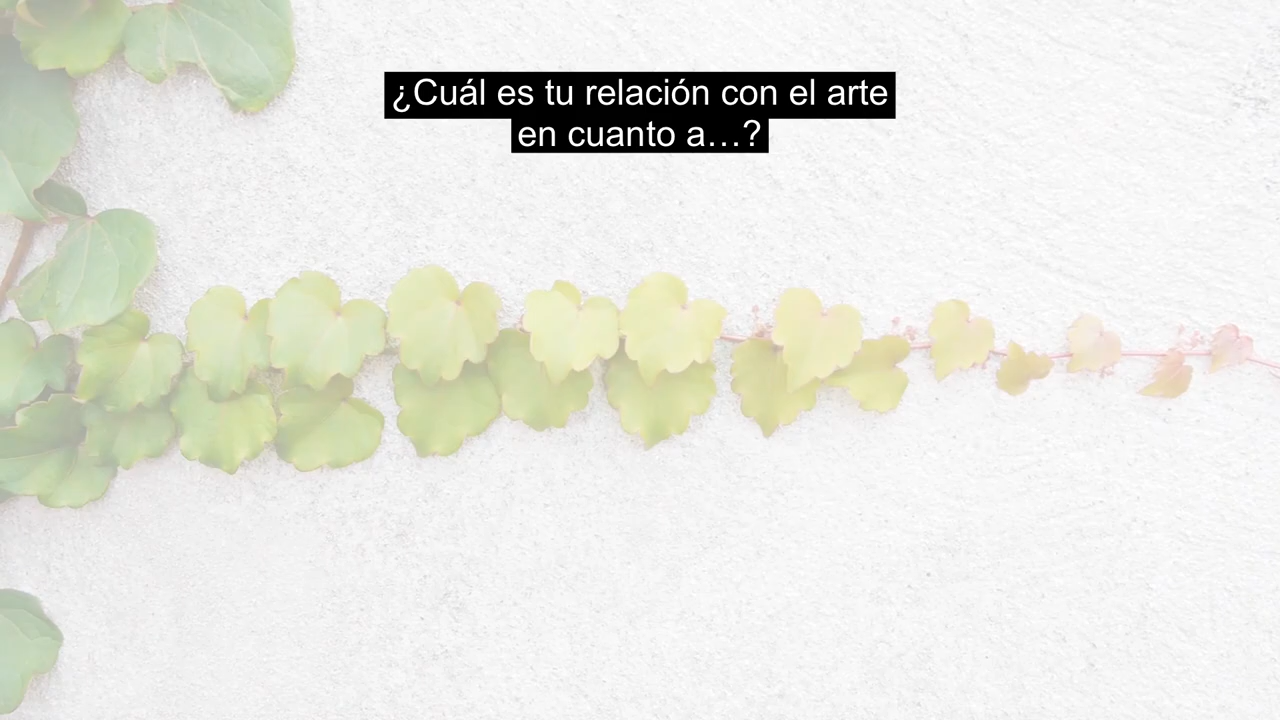 ¿Cuál es tu relación con el arte
en cuanto a…?